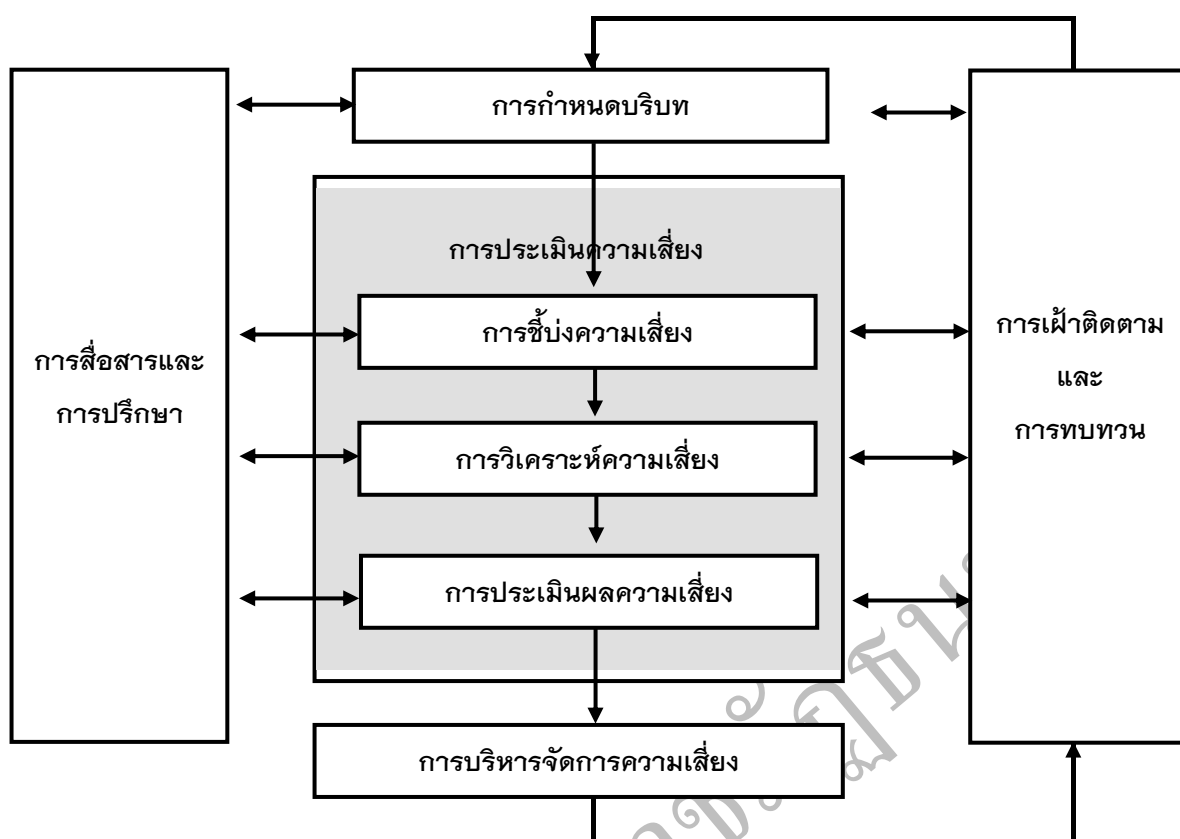 การกำหนดบริบท
การประเมินความเสี่ยง
การชี้บ่งความเสี่ยง
การวิเคราะห์ความเสี่ยง
การประเมินผลความเสี่ยง
การบริหารจัดการความเสี่ยง
การสื่อสารและ
การปรึกษา
การเฝ้าติดตาม
และ
การทบทวน